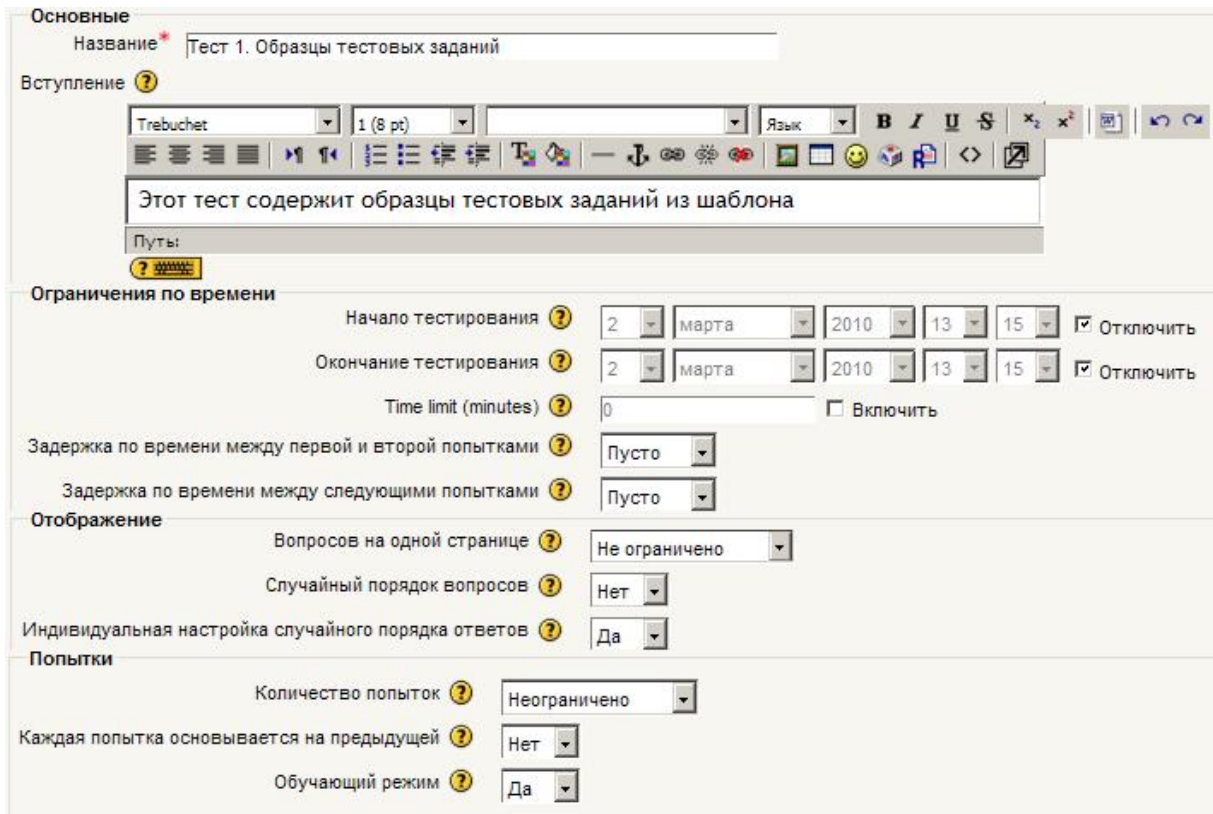 Основные
Название* Тест 1. Образцы тестовых заданий
Вступление ?
Trebuchet 1 (8 pt) Язык B I U S x₂ x²
Этот тест содержит образцы тестовых заданий из шаблона
Путь:
?
Ограничения по времени
Начало тестирования ? 2 марта 2010 13 15 Отключить
Окончание тестирования ? 2 марта 2010 13 15 Отключить
Time limit (minutes) ? 0 Включить
Задержка по времени между первой и второй попытками ? Пусто
Задержка по времени между следующими попытками ? Пусто
Отображение
Вопросов на одной странице ? Не ограничено
Случайный порядок вопросов ? Нет
Индивидуальная настройка случайного порядка ответов ? Да
Попытки
Количество попыток ? Неограничено
Каждая попытка основывается на предыдущей ? Нет
Обучающий режим ? Да